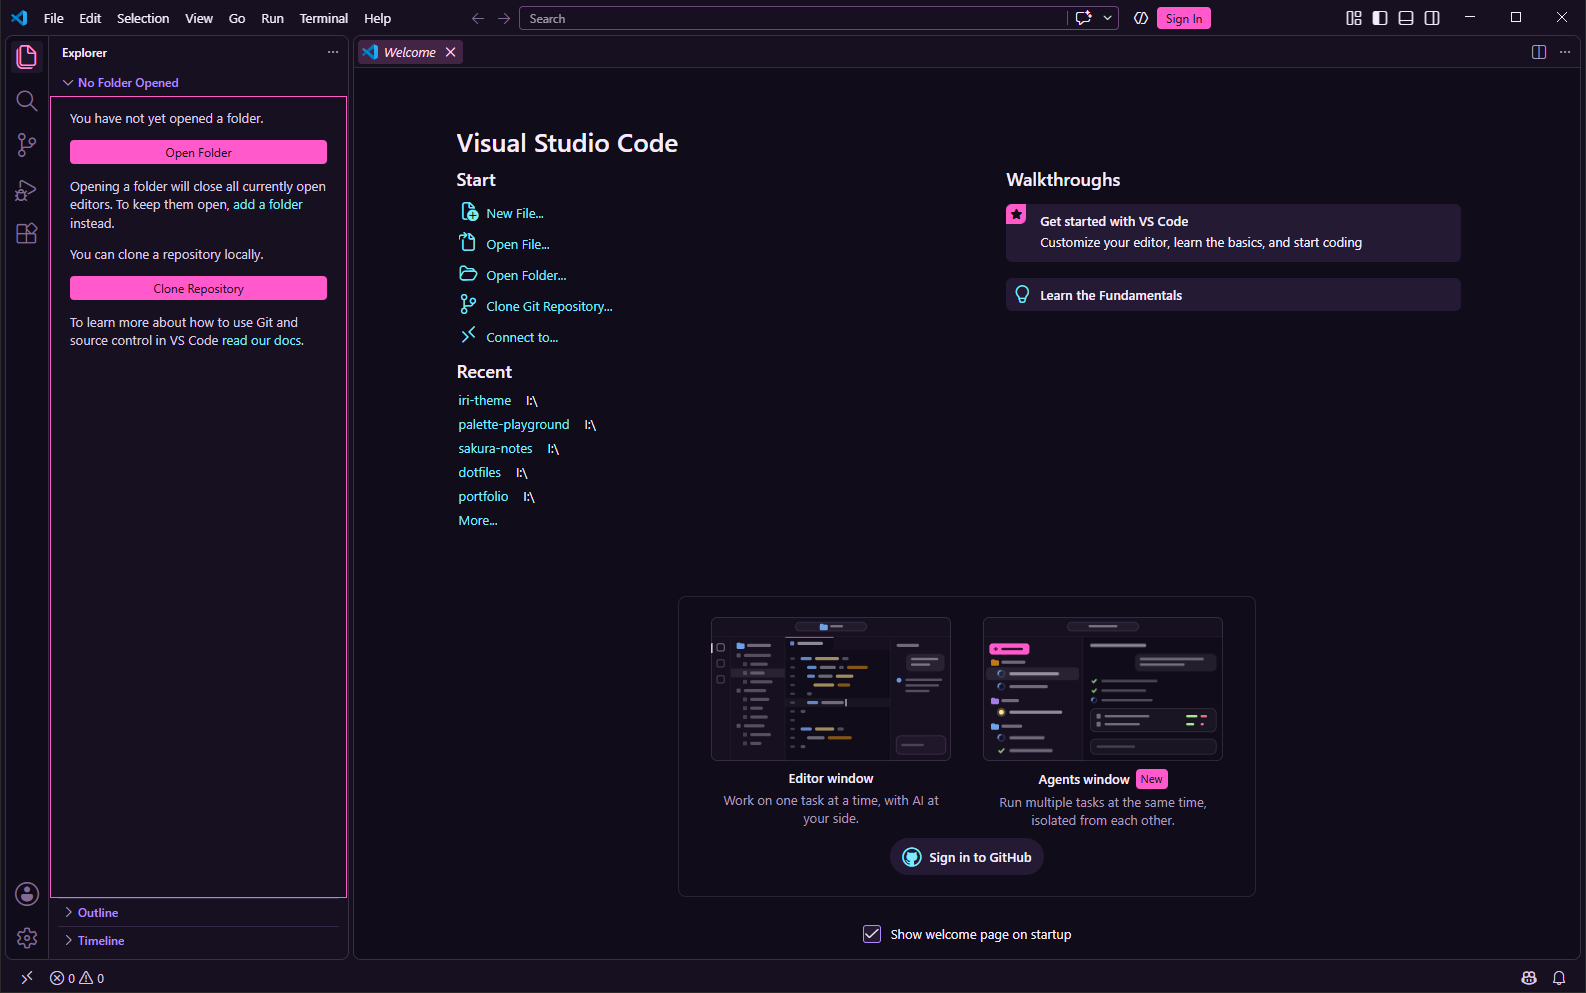 File Edit Selection View Go Run Terminal Help
Search
Sign In
Explorer
No Folder Opened
You have not yet opened a folder.
Open Folder
Opening a folder will close all currently open
editors. To keep them open, add a folder
instead.
You can clone a repository locally.
Clone Repository
To learn more about how to use Git and
source control in VS Code read our docs.
Outline
Timeline
Welcome
Visual Studio Code
Start
New File...
Open File...
Open Folder...
Clone Git Repository...
Connect to...
Recent
iri-theme I:\
palette-playground I:\
sakura-notes I:\
dotfiles I:\
portfolio I:\
More...
Walkthroughs
Get started with VS Code
Customize your editor, learn the basics, and start coding
Learn the Fundamentals
Editor window
Work on one task at a time, with AI at
your side.
Agents window New
Run multiple tasks at the same time,
isolated from each other.
Sign in to GitHub
Show welcome page on startup
0 0